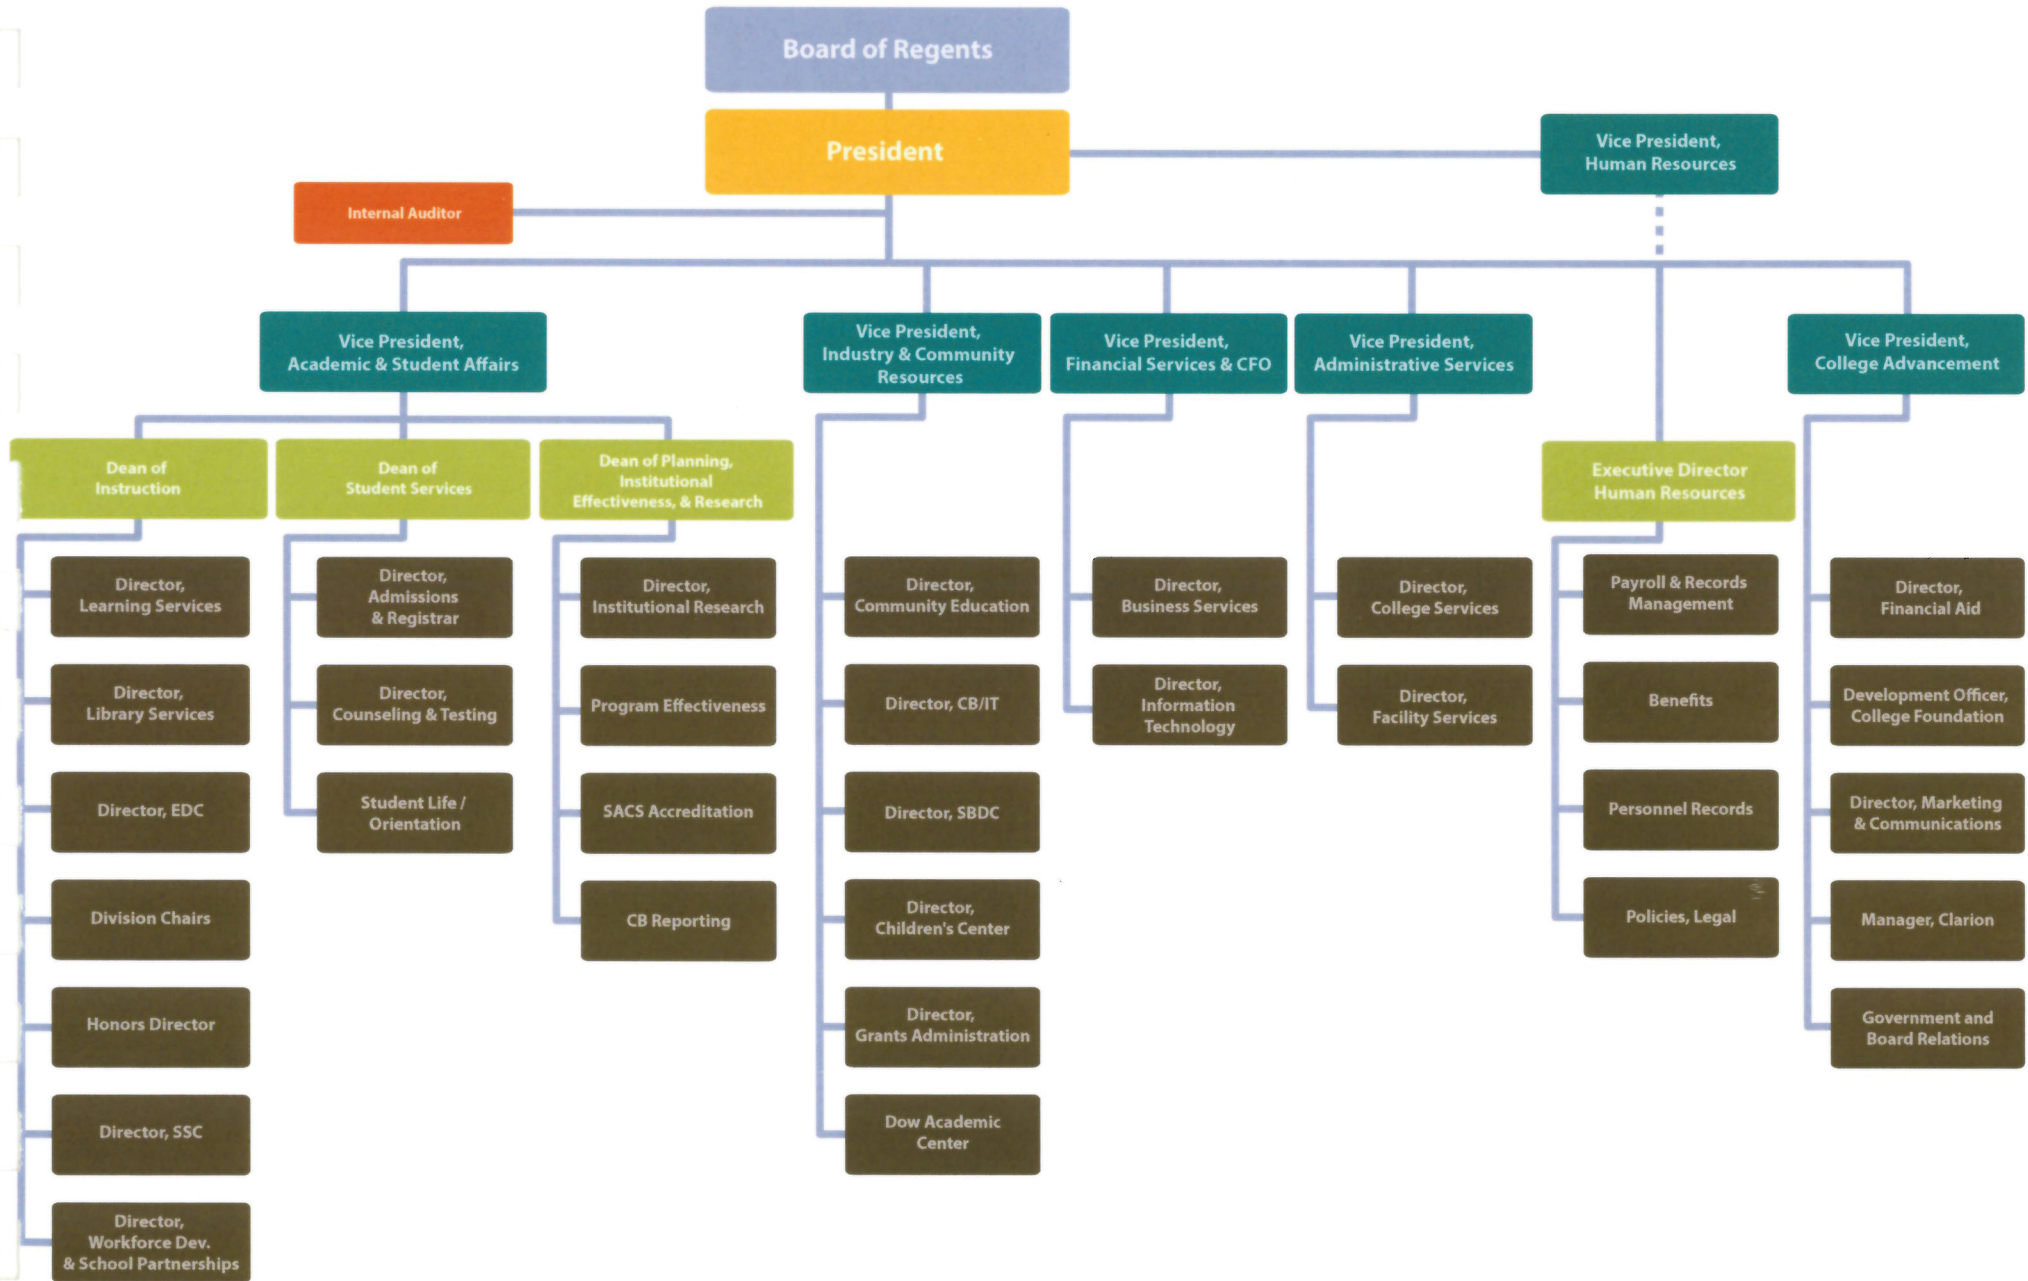 Board of Regents
President
Vice President,
Human Resources
Internal Auditor
Vice President,
Academic & Student Affairs
Vice President,
Industry & Community
Resources
Vice President,
Financial Services & CFO
Vice President,
Administrative Services
Vice President,
College Advancement
Dean of
Instruction
Dean of
Student Services
Dean of Planning,
Institutional
Effectiveness, & Research
Executive Director
Human Resources
Director,
Learning Services
Director,
Library Services
Director, EDC
Division Chairs
Honors Director
Director, SSC
Director,
Workforce Dev.
& School Partnerships
Director,
Admissions
& Registrar
Director,
Counseling & Testing
Student Life /
Orientation
Director,
Institutional Research
Program Effectiveness
SACS Accreditation
CB Reporting
Director,
Community Education
Director, CB/IT
Director, SBDC
Director,
Children's Center
Director,
Grants Administration
Dow Academic
Center
Director,
Business Services
Director,
Information
Technology
Director,
College Services
Director,
Facility Services
Payroll & Records
Management
Benefits
Personnel Records
Policies, Legal
Director,
Financial Aid
Development Officer,
College Foundation
Director, Marketing
& Communications
Manager, Clarion
Government and
Board Relations